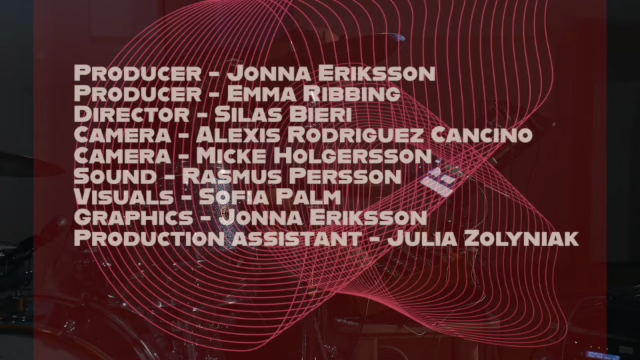 Producer - Jonna Eriksson
Producer - Emma Ribbing
Director - Silas Bieri
Camera - Alexis Rodriguez Cancino
Camera - Micke Holgersson
Sound - Rasmus Persson
Visuals - Sofia Palm
Graphics - Jonna Eriksson
Production assistant - Julia Zolyniak